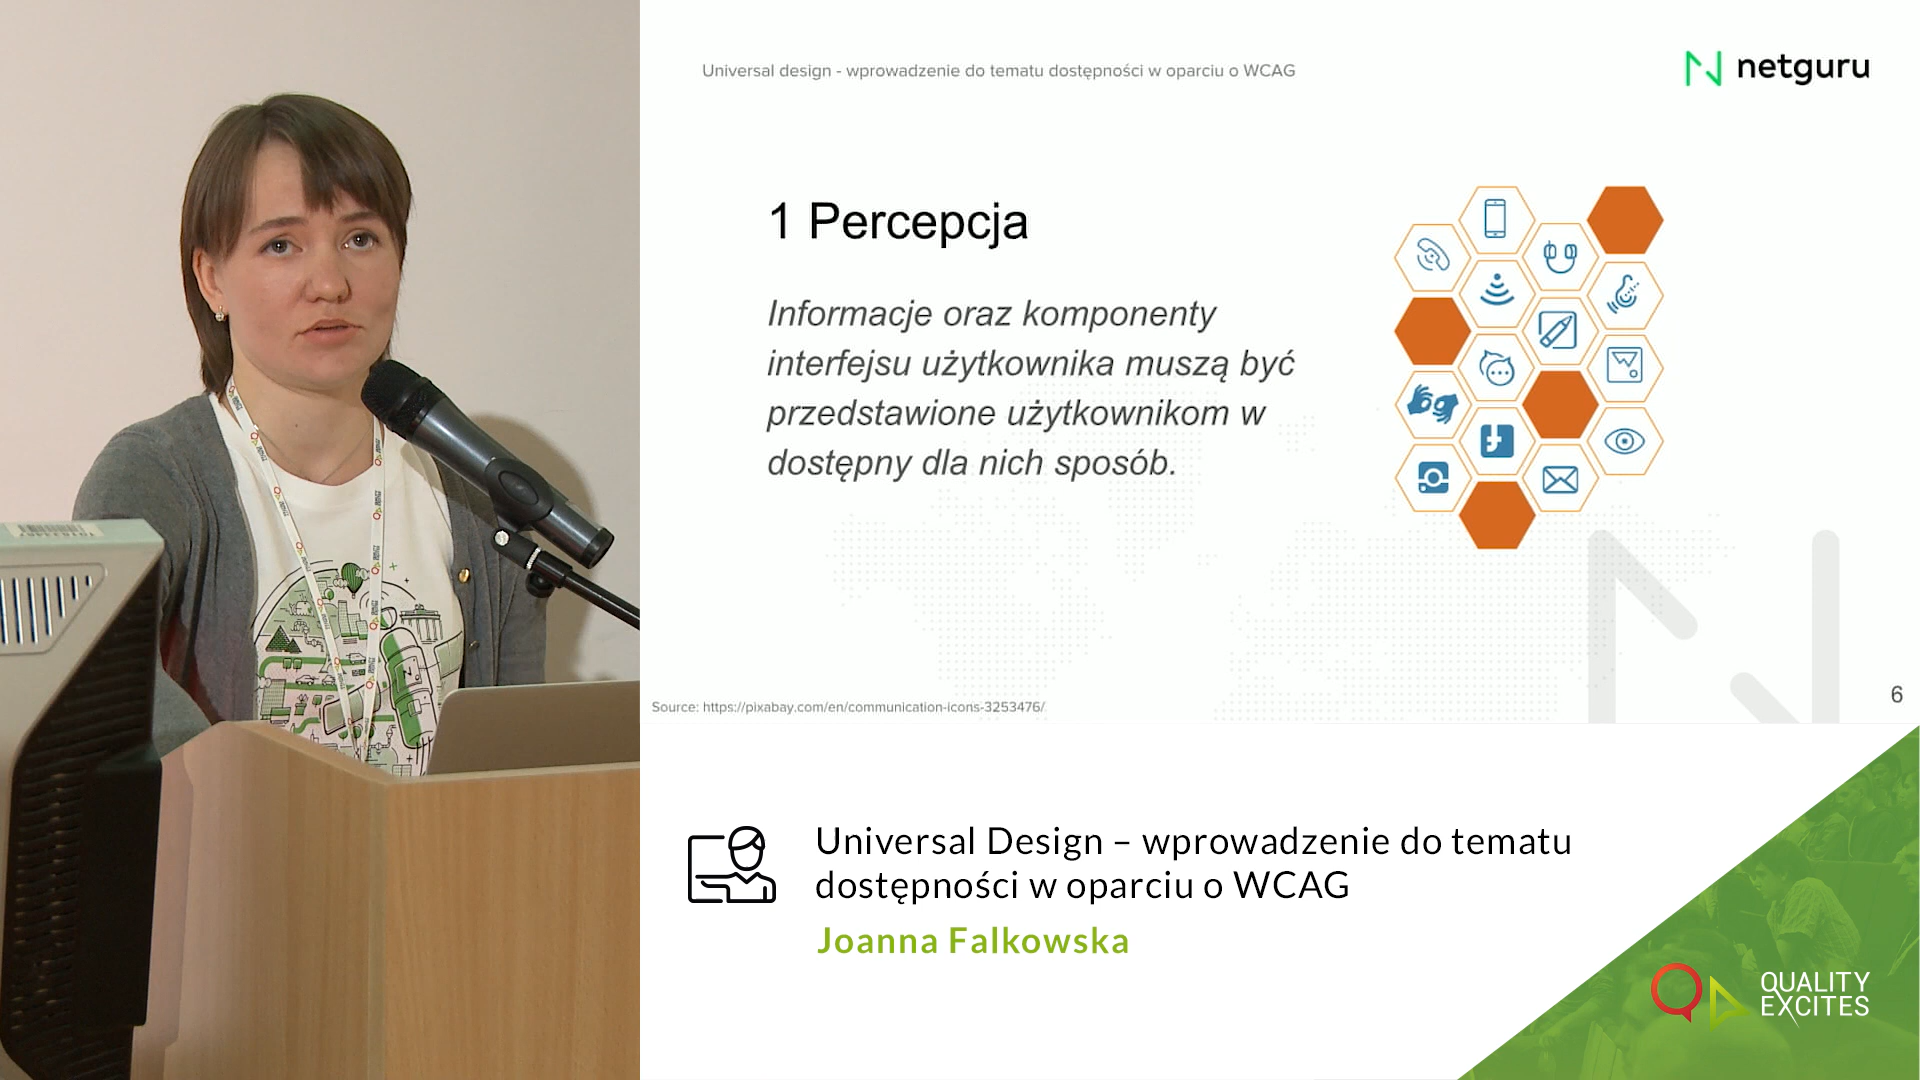 Universal design - wprowadzenie do tematu dostępności w oparciu o WCAG
netguru
1 Percepcja
Informacje oraz komponenty
interfejsu użytkownika muszą być
przedstawione użytkownikom w
dostępny dla nich sposób.
Source: https://pixabay.com/en/communication-icons-3253476/
6
Universal Design – wprowadzenie do tematu
dostępności w oparciu o WCAG
Joanna Falkowska
QUALITY
EXCITES